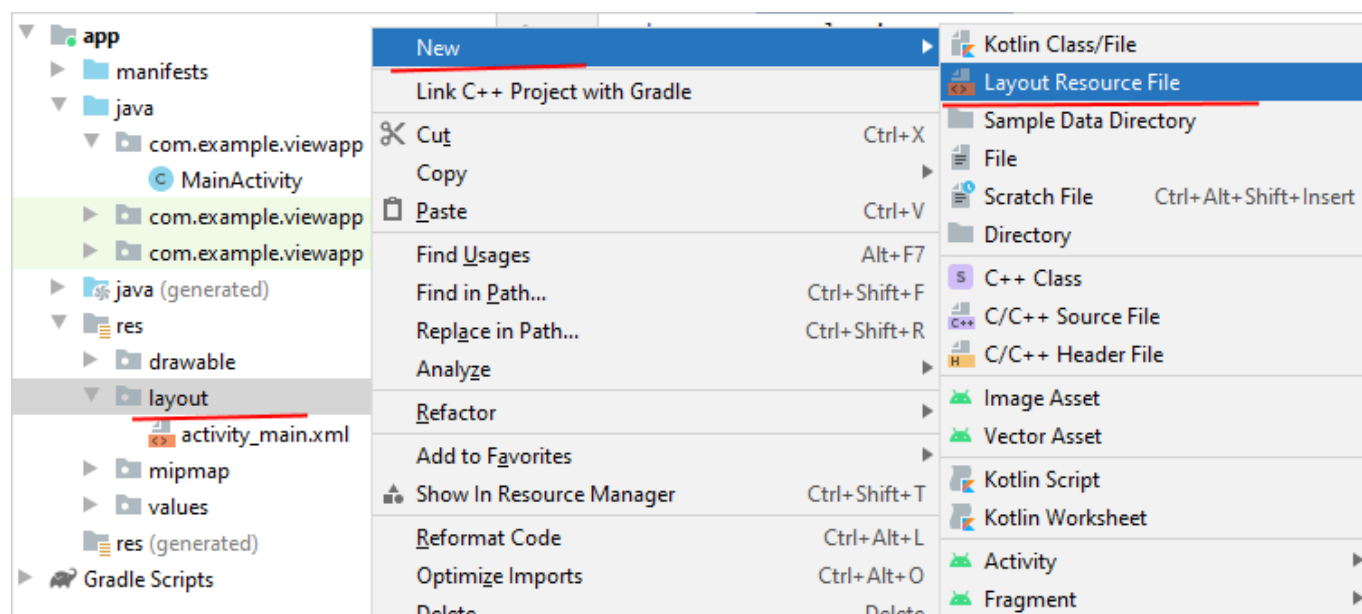 app
manifests
java
com.example.viewapp
MainActivity
com.example.viewapp
com.example.viewapp
java (generated)
res
drawable
layout
activity_main.xml
mipmap
values
res (generated)
Gradle Scripts
New
Link C++ Project with Gradle
Cut Ctrl+X
Copy
Paste Ctrl+V
Find Usages Alt+F7
Find in Path... Ctrl+Shift+F
Replace in Path... Ctrl+Shift+R
Analyze
Refactor
Add to Favorites
Show In Resource Manager Ctrl+Shift+T
Reformat Code Ctrl+Alt+L
Optimize Imports Ctrl+Alt+O
Delete Delete
Kotlin Class/File
Layout Resource File
Sample Data Directory
File
Scratch File Ctrl+Alt+Shift+Insert
Directory
S C++ Class
C++ C/C++ Source File
H C/C++ Header File
Image Asset
Vector Asset
Kotlin Script
Kotlin Worksheet
Activity
Fragment